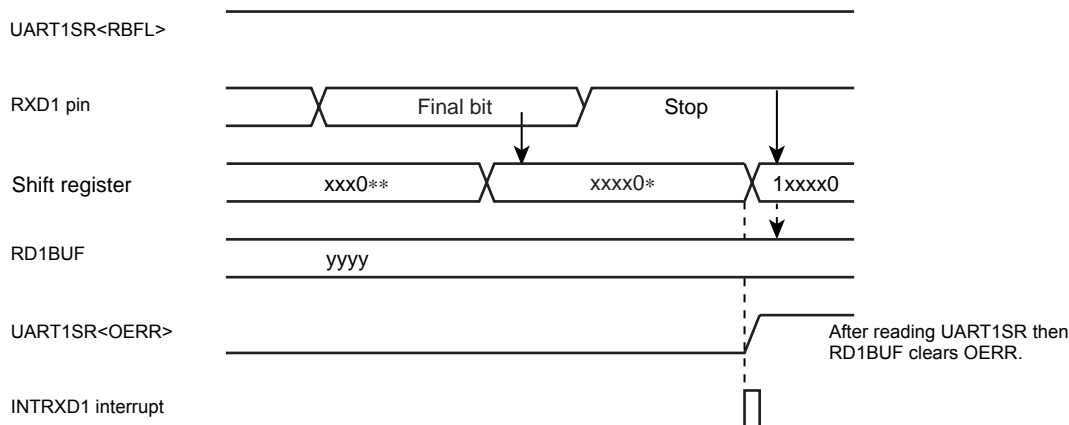 UART1SR<RBFL>
RXD1 pin Final bit Stop
Shift register xxx0** xxxx0* 1xxxx0
RD1BUF yyyy
UART1SR<OERR> After reading UART1SR then
RD1BUF clears OERR.
INTRXD1 interrupt